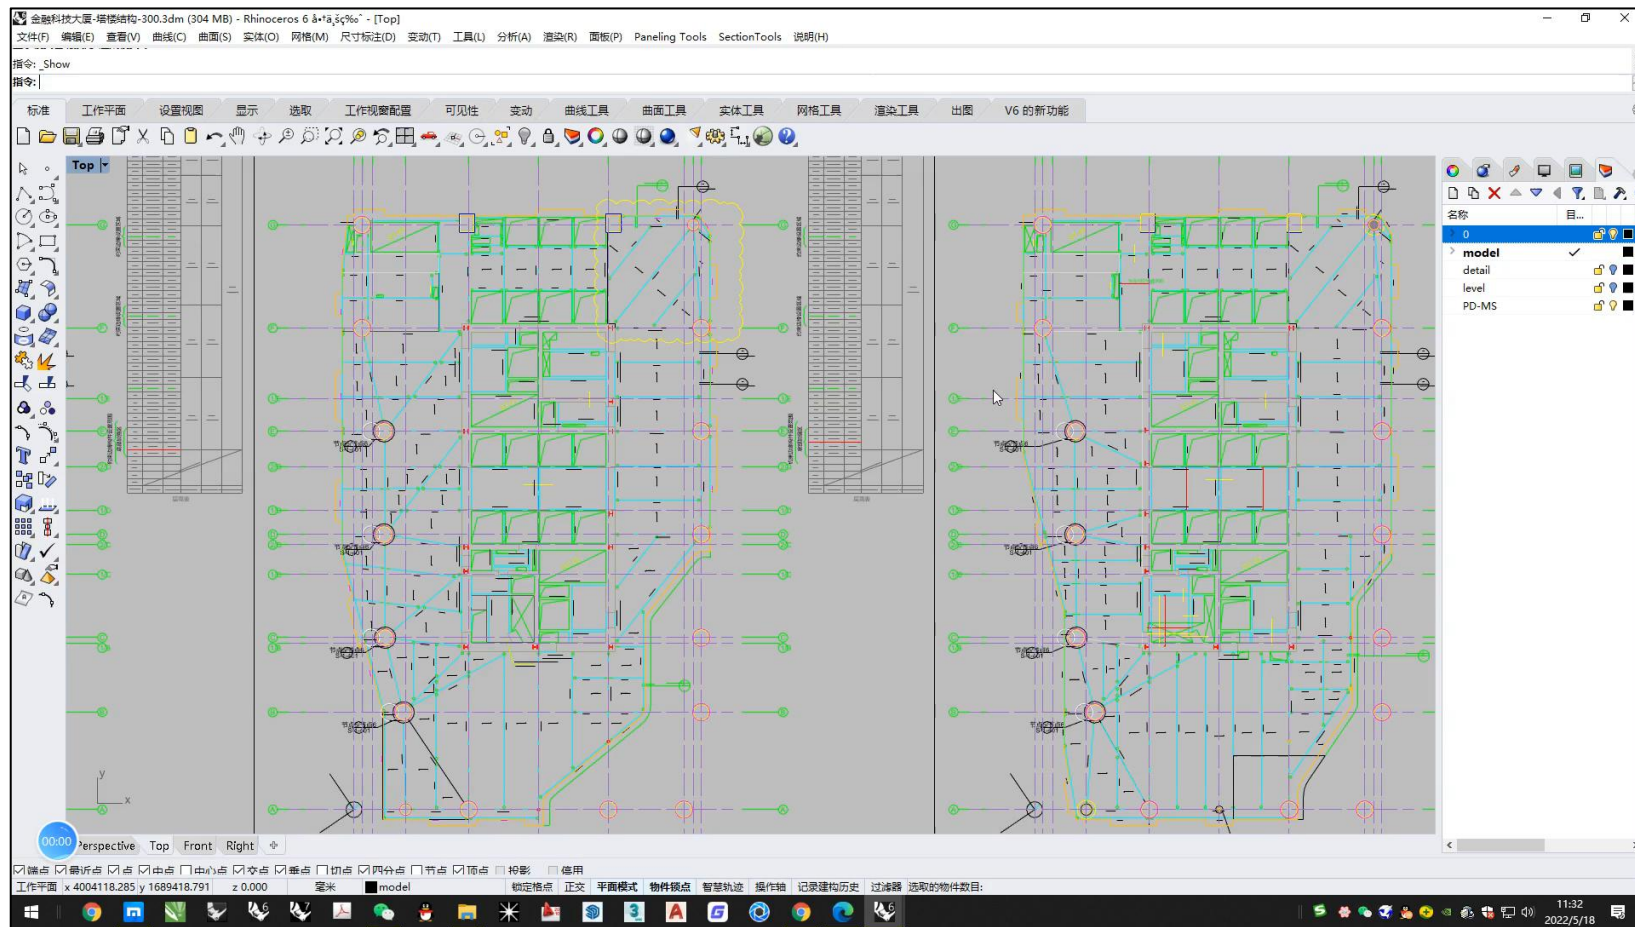 金融科技大厦-塔楼结构-300.3dm (304 MB) - Rhinoceros 6 å•†ä¸šç‰ˆ - [Top]
文件(F) 编辑(E) 查看(V) 曲线(C) 曲面(S) 实体(O) 网格(M) 尺寸标注(D) 变动(T) 工具(L) 分析(A) 渲染(R) 面板(P) Paneling Tools SectionTools 说明(H)
指令: _Show
指令:
标准 工作平面 设置视图 显示 选取 工作视窗配置 可见性 变动 曲线工具 曲面工具 实体工具 网格工具 渲染工具 出图 V6 的新功能
Top
名称 目...
0
model
detail
level
PD-MS
y
x
00:00
Perspective Top Front Right
端点 最近点 点 中点 中心点 交点 垂点 切点 四分点 节点 顶点 投影 停用
工作平面 x 4004118.285 y 1689418.791 z 0.000 毫米 model 锁定格点 正交 平面模式 物件锁点 智慧轨迹 操作轴 记录建构历史 过滤器 选取的物件数目:
11:32
2022/5/18